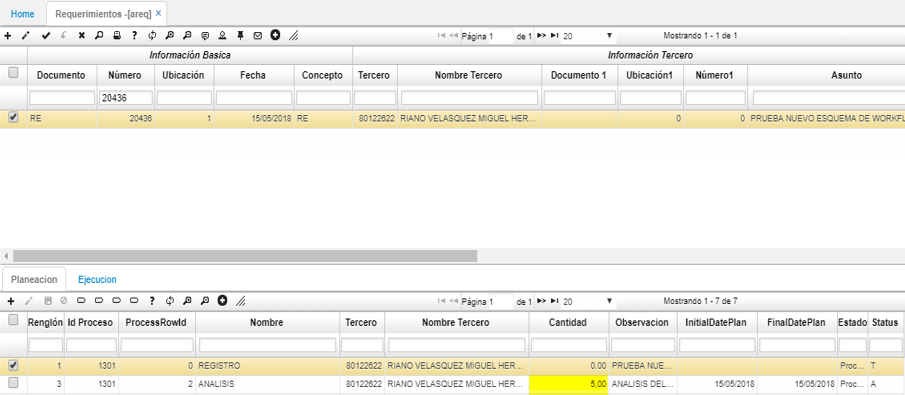 Home Requerimientos -[areq] ×
Página 1 de 1 20 Mostrando 1 - 1 de 1
Información Basica Información Tercero
Documento Número Ubicación Fecha Concepto Tercero Nombre Tercero Documento 1 Ubicación1 Número1 Asunto
20436
RE 20436 1 15/05/2018 RE 80122622 RIANO VELASQUEZ MIGUEL HER... 0 0 PRUEBA NUEVO ESQUEMA DE WORKFL
Planeacion Ejecucion
Página 1 de 1 20 Mostrando 1 - 7 de 7
Renglón Id Proceso ProcessRowId Nombre Tercero Nombre Tercero Cantidad Observacion InitialDatePlan FinalDatePlan Estado Status
1 1301 0 REGISTRO 80122622 RIANO VELASQUEZ MIGUEL HER... 0.00 PRUEBA NUE... Proc... T
3 1301 2 ANALISIS 80122622 RIANO VELASQUEZ MIGUEL HER... 5,00 ANALISIS DEL... 15/05/2018 15/05/2018 Proc... A